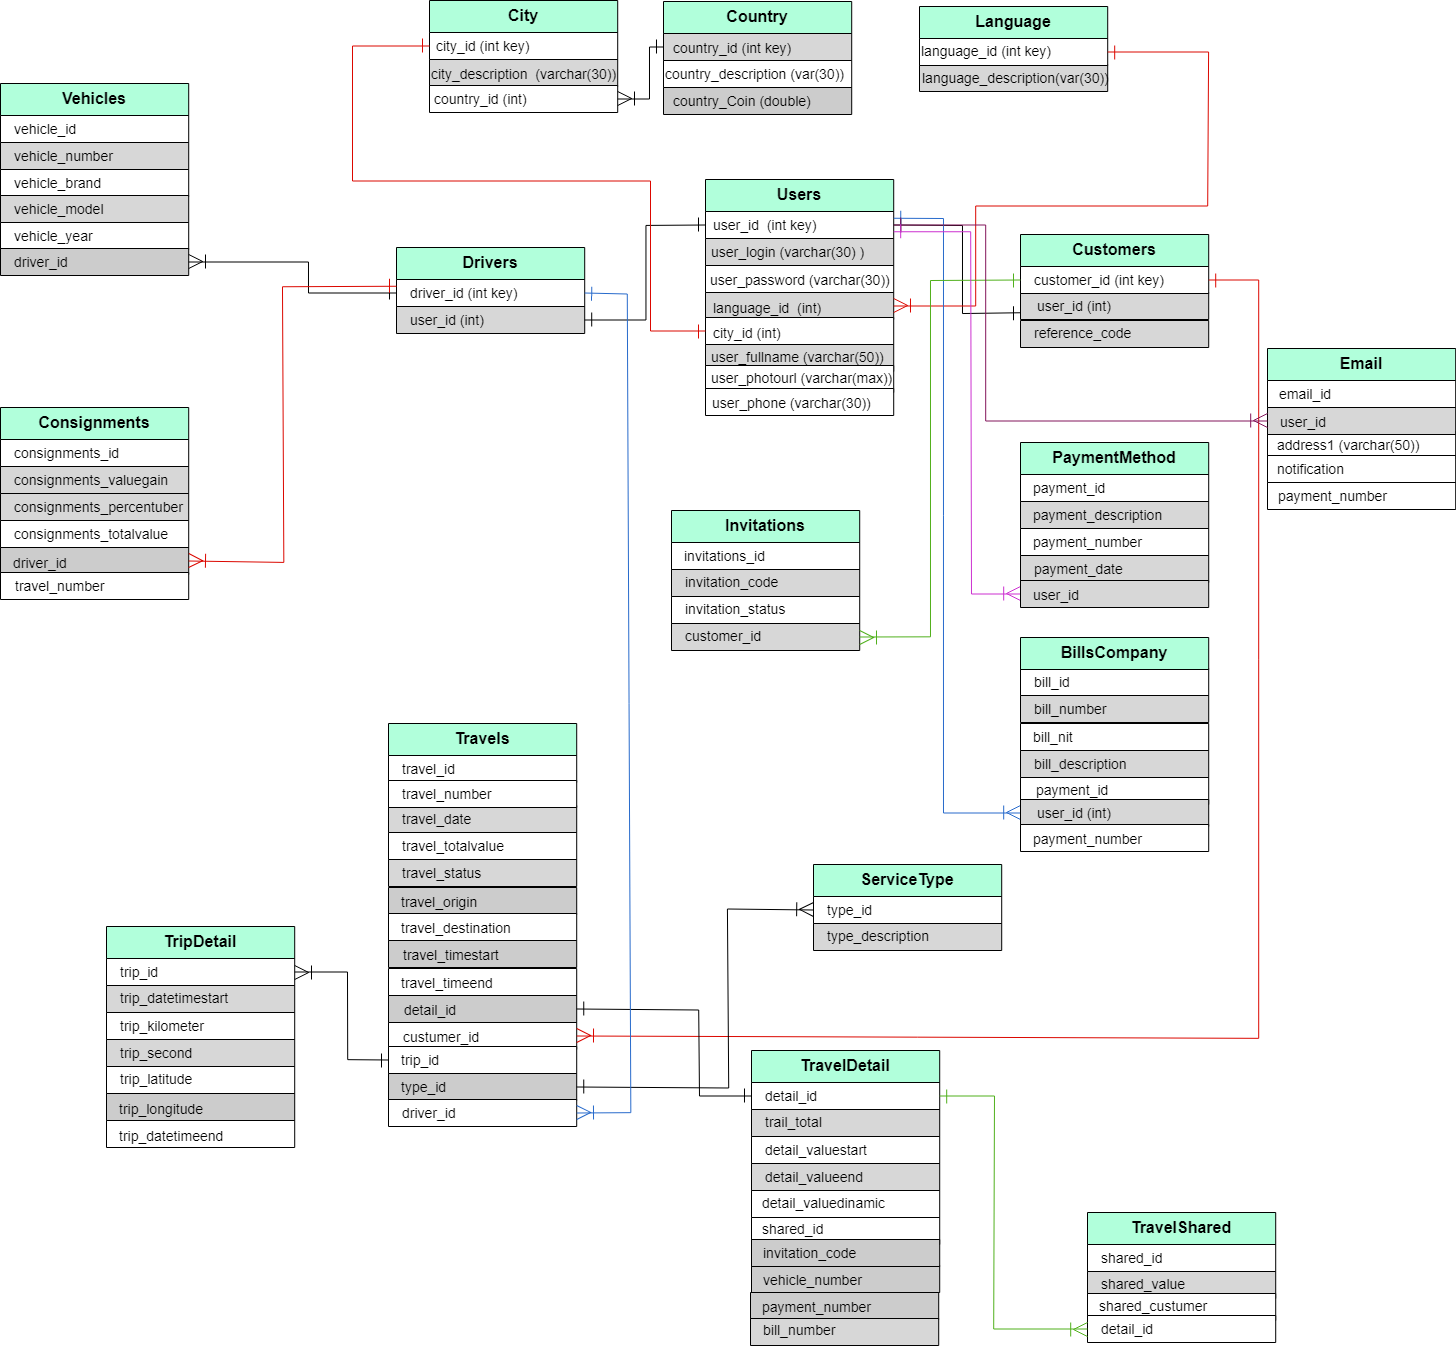 City
city_id (int key)
city_description  (varchar(30))
country_id (int)
Country
country_id (int key)
country_description (var(30))
country_Coin (double)
Language
language_id (int key)
language_description(var(30))
Vehicles
vehicle_id
vehicle_number
vehicle_brand
vehicle_model
vehicle_year
driver_id
Drivers
driver_id (int key)
user_id (int)
Users
user_id  (int key)
user_login (varchar(30) )
user_password (varchar(30))
language_id  (int)
city_id (int)
user_fullname (varchar(50))
user_photourl (varchar(max))
user_phone (varchar(30))
Customers
customer_id (int key)
user_id (int)
reference_code
Email
email_id
user_id
address1 (varchar(50))
notification
payment_number
Consignments
consignments_id
consignments_valuegain
consignments_percentuber
consignments_totalvalue
driver_id
travel_number
PaymentMethod
payment_id
payment_description
payment_number
payment_date
user_id
Invitations
invitations_id
invitation_code
invitation_status
customer_id
BillsCompany
bill_id
bill_number
bill_nit
bill_description
payment_id
user_id (int)
payment_number
Travels
travel_id
travel_number
travel_date
travel_totalvalue
travel_status
travel_origin
travel_destination
travel_timestart
travel_timeend
detail_id
custumer_id
trip_id
type_id
driver_id
ServiceType
type_id
type_description
TripDetail
trip_id
trip_datetimestart
trip_kilometer
trip_second
trip_latitude
trip_longitude
trip_datetimeend
TravelDetail
detail_id
trail_total
detail_valuestart
detail_valueend
detail_valuedinamic
shared_id
invitation_code
vehicle_number
payment_number
bill_number
TravelShared
shared_id
shared_value
shared_custumer
detail_id